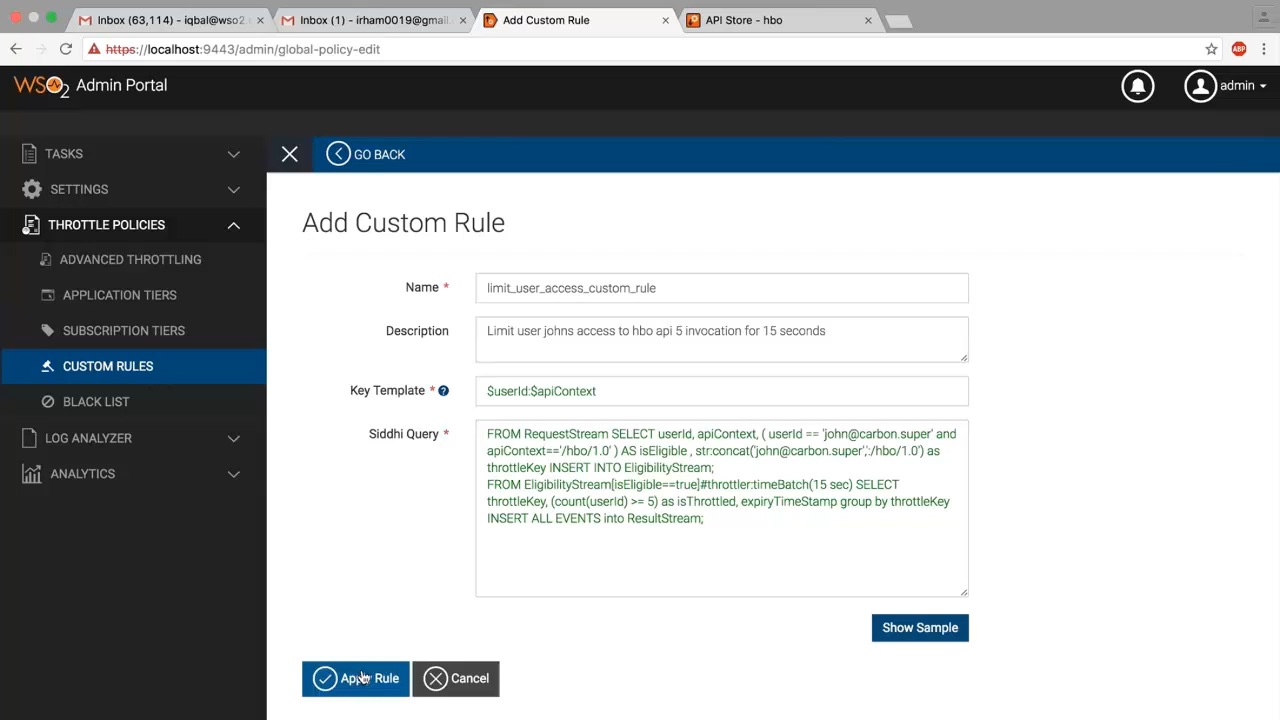 Inbox (63,114) - iqbal@wso2.
Inbox (1) - irham0019@gmail.
Add Custom Rule
API Store - hbo
https://localhost:9443/admin/global-policy-edit
ABP
WSO2 Admin Portal
admin
TASKS
GO BACK
SETTINGS
THROTTLE POLICIES
ADVANCED THROTTLING
APPLICATION TIERS
SUBSCRIPTION TIERS
CUSTOM RULES
BLACK LIST
LOG ANALYZER
ANALYTICS
Add Custom Rule
Name *
limit_user_access_custom_rule
Description
Limit user johns access to hbo api 5 invocation for 15 seconds
Key Template * ?
$userId:$apiContext
Siddhi Query *
FROM RequestStream SELECT userId, apiContext, ( userId == 'john@carbon.super' and
apiContext=='/hbo/1.0' ) AS isEligible , str:concat('john@carbon.super',':/hbo/1.0') as
throttleKey INSERT INTO EligibilityStream;
FROM EligibilityStream[isEligible==true]#throttler:timeBatch(15 sec) SELECT
throttleKey, (count(userId) >= 5) as isThrottled, expiryTimeStamp group by throttleKey
INSERT ALL EVENTS into ResultStream;
Show Sample
Apply Rule
Cancel